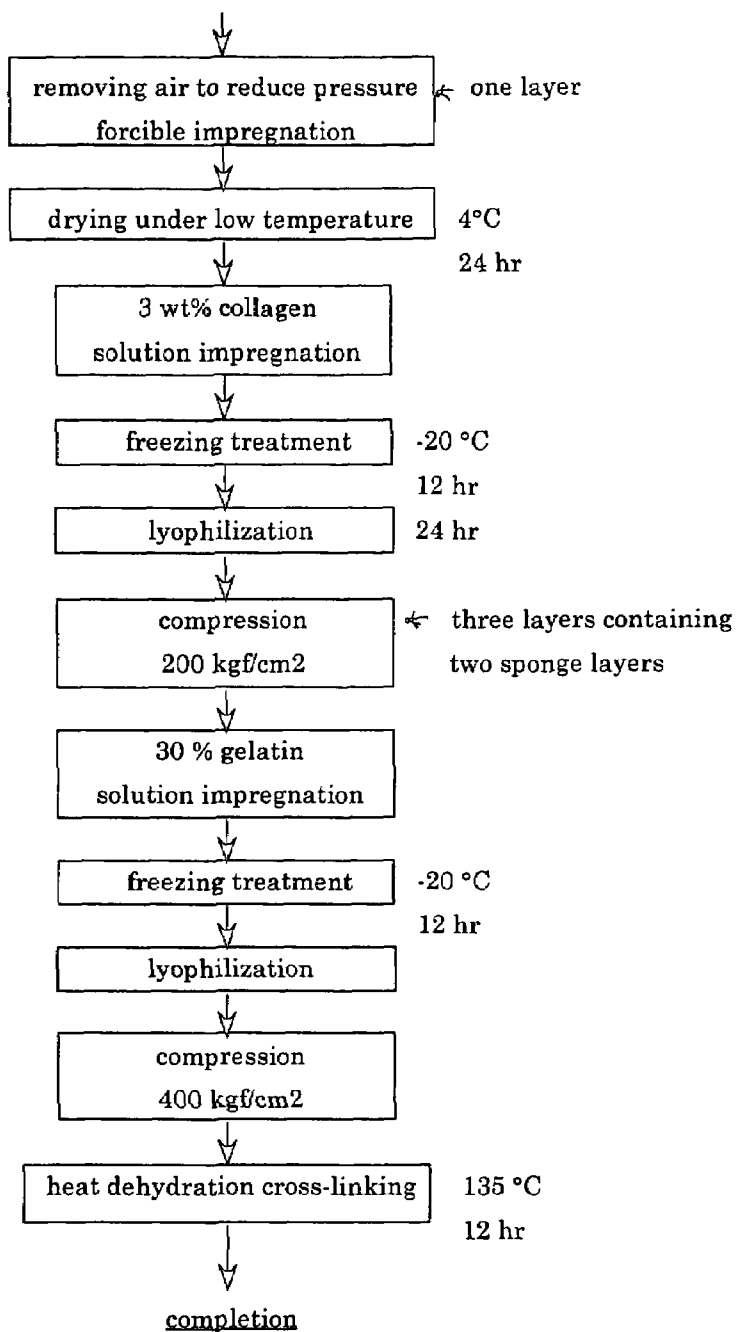 removing air to reduce pressure
one layer
forcible impregnation
drying under low temperature
4°C
24 hr
3 wt% collagen
solution impregnation
freezing treatment
-20 °C
12 hr
lyophilization
24 hr
compression
three layers containing
200 kgf/cm2
two sponge layers
30 % gelatin
solution impregnation
freezing treatment
-20 °C
12 hr
lyophilization
compression
400 kgf/cm2
heat dehydration cross-linking
135 °C
12 hr
completion